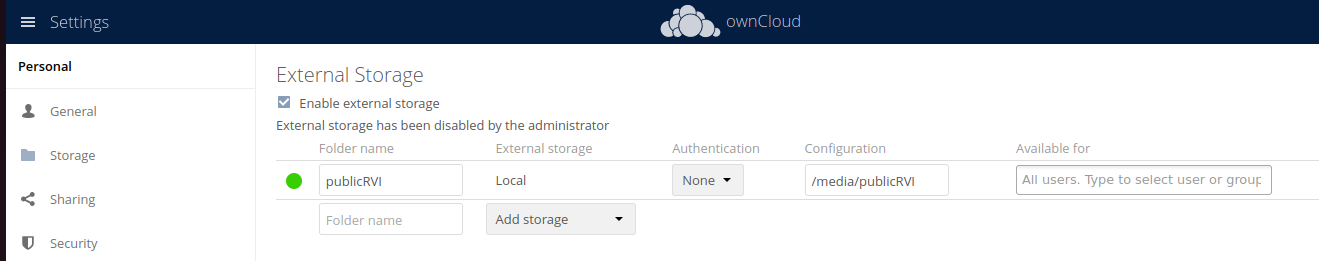 Settings
ownCloud
Personal
General
Storage
Sharing
Security
External Storage
Enable external storage
External storage has been disabled by the administrator
Folder name External storage Authentication Configuration Available for
publicRVI Local None /media/publicRVI All users. Type to select user or group
Folder name Add storage